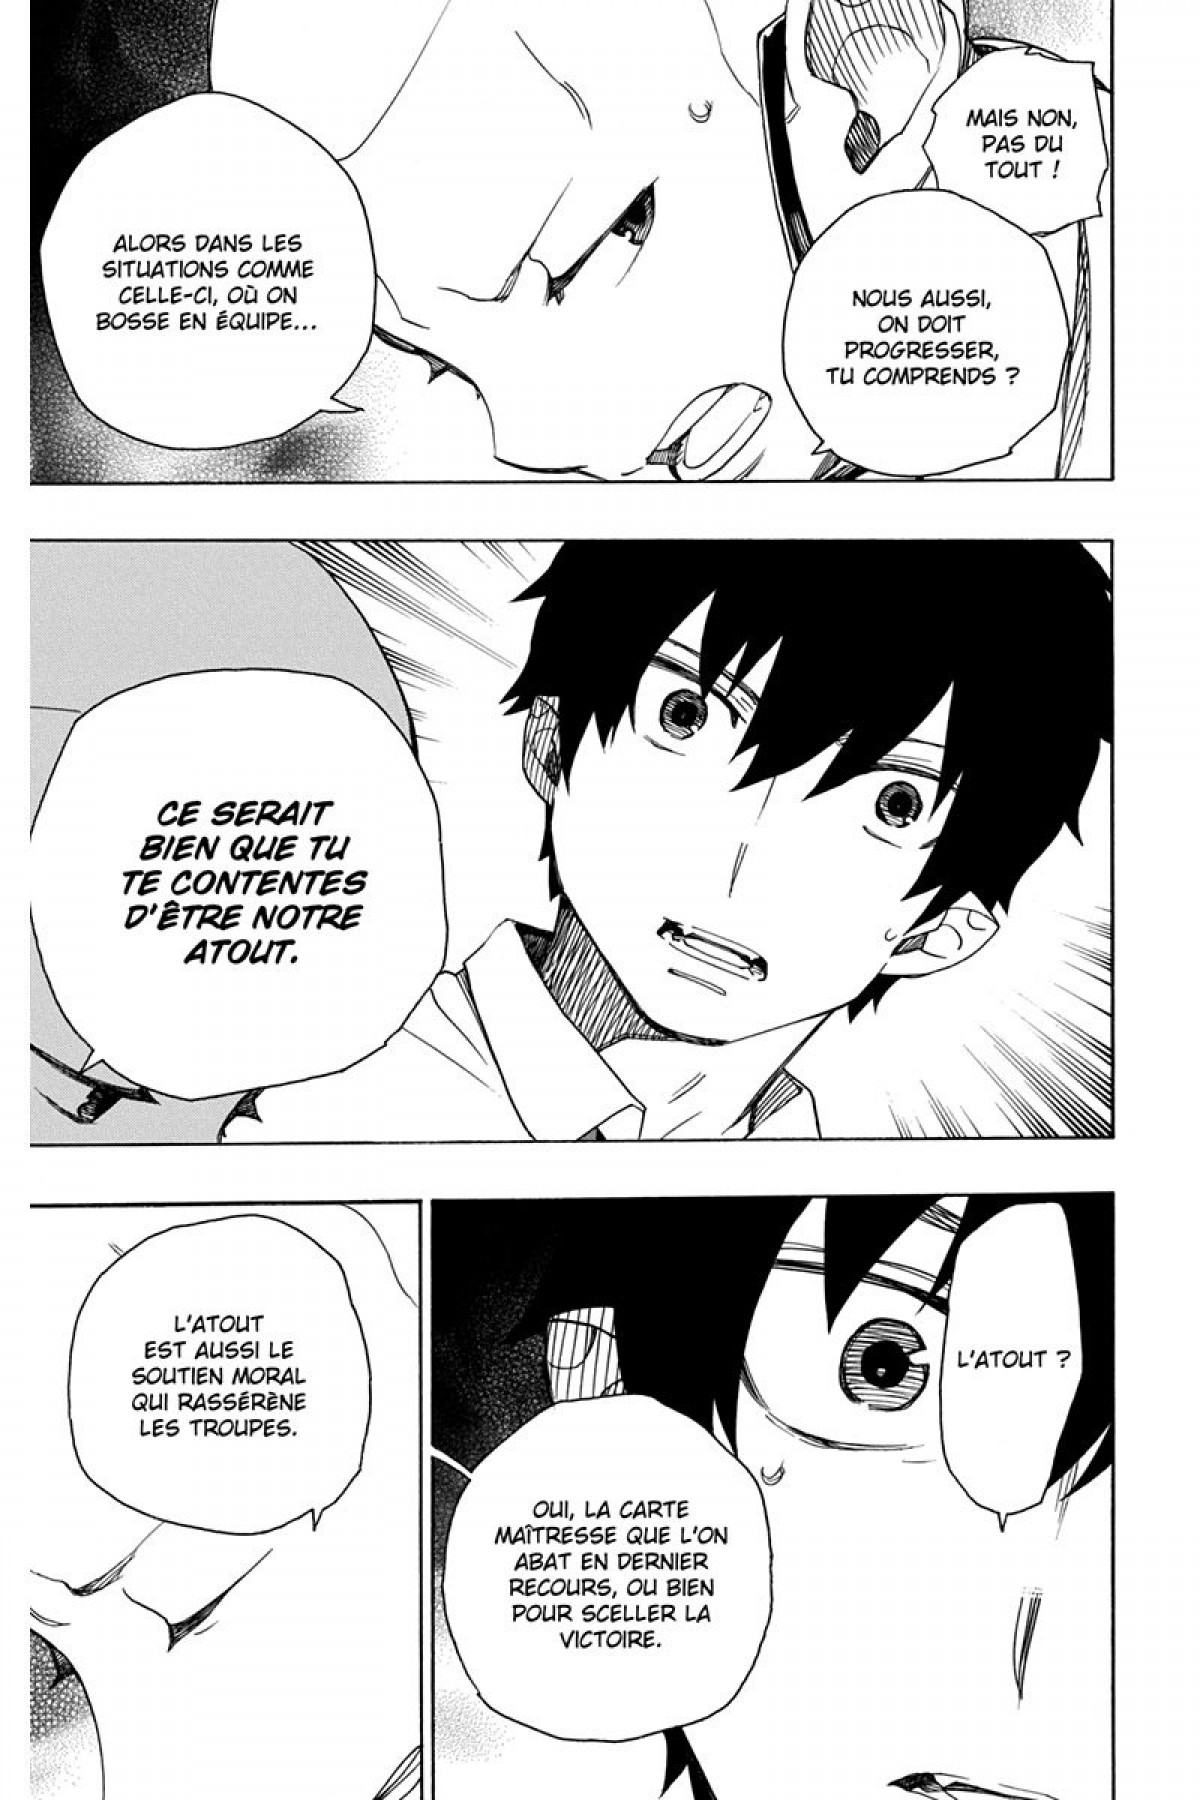 MAIS NON,
PAS DU
TOUT !
NOUS AUSSI,
ON DOIT
PROGRESSER,
TU COMPRENDS ?
ALORS DANS LES
SITUATIONS COMME
CELLE-CI, OÙ ON
BOSSE EN ÉQUIPE...
CE SERAIT
BIEN QUE TU
TE CONTENTES
D'ÊTRE NOTRE
ATOUT.
L'ATOUT ?
OUI, LA CARTE
MAÎTRESSE QUE L'ON
ABAT EN DERNIER
RECOURS, OU BIEN
POUR SCELLER LA
VICTOIRE.
L'ATOUT
EST AUSSI LE
SOUTIEN MORAL
QUI RASSÉRÈNE
LES TROUPES.